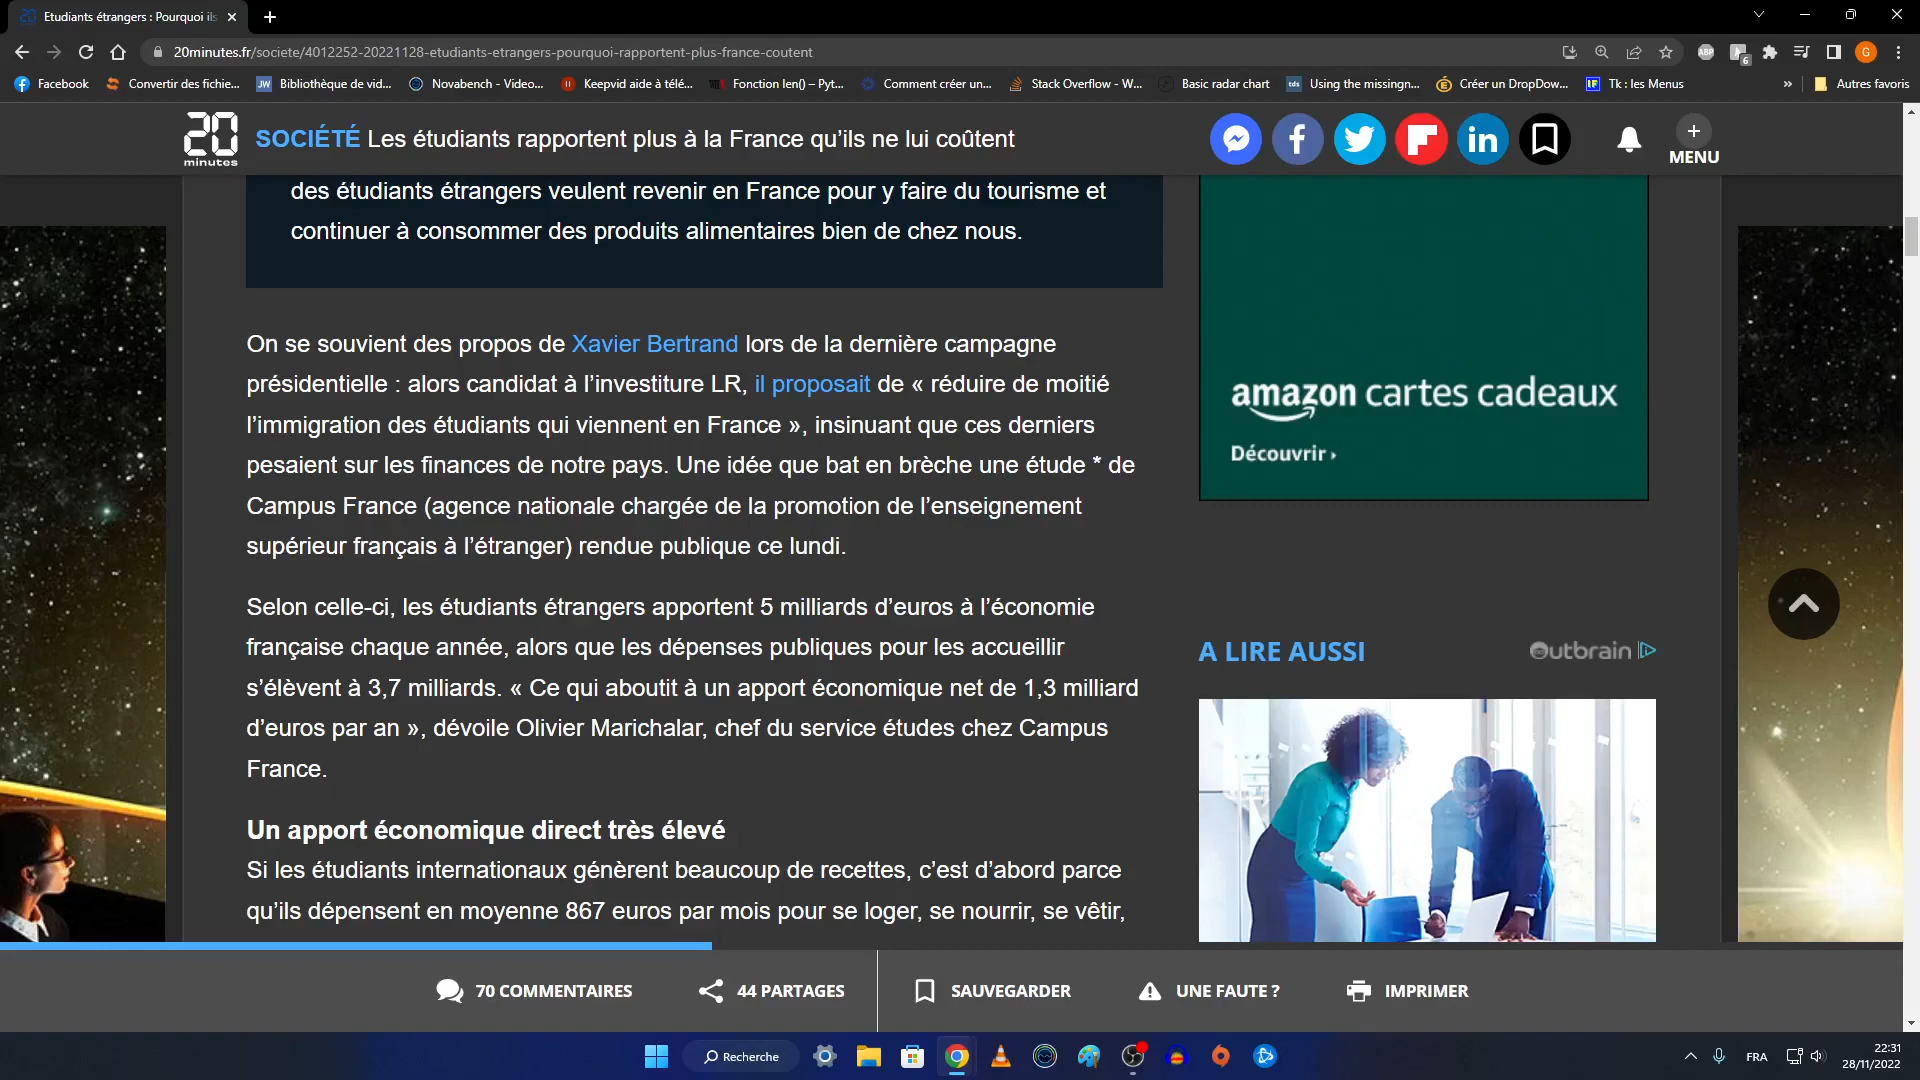 Etudiants étrangers : Pourquoi ils
20minutes.fr/societe/4012252-20221128-etudiants-etrangers-pourquoi-rapportent-plus-france-coutent
ABP
6
G
Facebook
Convertir des fichie...
JW Bibliothèque de vid...
Novabench - Video...
Keepvid aide à télé...
Fonction len() – Pyt...
Comment créer un...
Stack Overflow - W...
Basic radar chart
tds Using the missingn...
Créer un DropDow...
Tk : les Menus
»
Autres favoris
20 minutes
SOCIÉTÉ Les étudiants rapportent plus à la France qu'ils ne lui coûtent
MENU
des étudiants étrangers veulent revenir en France pour y faire du tourisme et
continuer à consommer des produits alimentaires bien de chez nous.
On se souvient des propos de Xavier Bertrand lors de la dernière campagne
présidentielle : alors candidat à l'investiture LR, il proposait de « réduire de moitié
l'immigration des étudiants qui viennent en France », insinuant que ces derniers
pesaient sur les finances de notre pays. Une idée que bat en brèche une étude * de
Campus France (agence nationale chargée de la promotion de l'enseignement
supérieur français à l'étranger) rendue publique ce lundi.
Selon celle-ci, les étudiants étrangers apportent 5 milliards d'euros à l'économie
française chaque année, alors que les dépenses publiques pour les accueillir
s'élèvent à 3,7 milliards. « Ce qui aboutit à un apport économique net de 1,3 milliard
d'euros par an », dévoile Olivier Marichalar, chef du service études chez Campus
France.
Un apport économique direct très élevé
Si les étudiants internationaux génèrent beaucoup de recettes, c'est d'abord parce
qu'ils dépensent en moyenne 867 euros par mois pour se loger, se nourrir, se vêtir,
amazon cartes cadeaux
Découvrir ›
A LIRE AUSSI
Outbrain
70 COMMENTAIRES
44 PARTAGES
SAUVEGARDER
UNE FAUTE ?
IMPRIMER
Recherche
FRA
22:31
28/11/2022